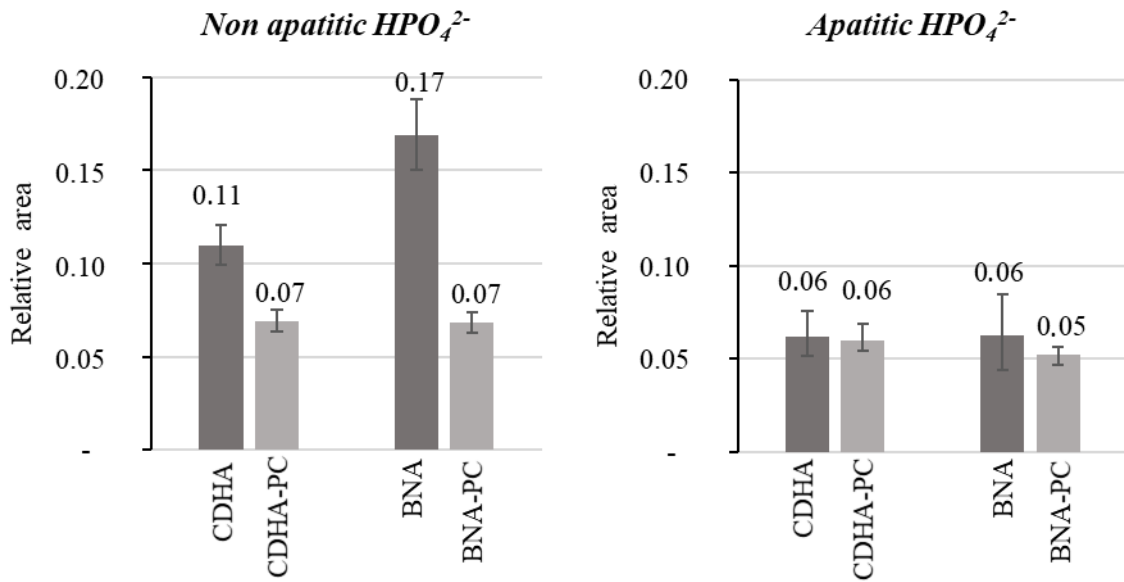 Non apatitic HPO₄²⁻
Relative area
0.20
0.15
0.10
0.05
-
0.11
0.07
0.17
0.07
CDHA
CDHA-PC
BNA
BNA-PC
Apatitic HPO₄²⁻
Relative area
0.20
0.15
0.10
0.05
-
0.06
0.06
0.06
0.05
CDHA
CDHA-PC
BNA
BNA-PC